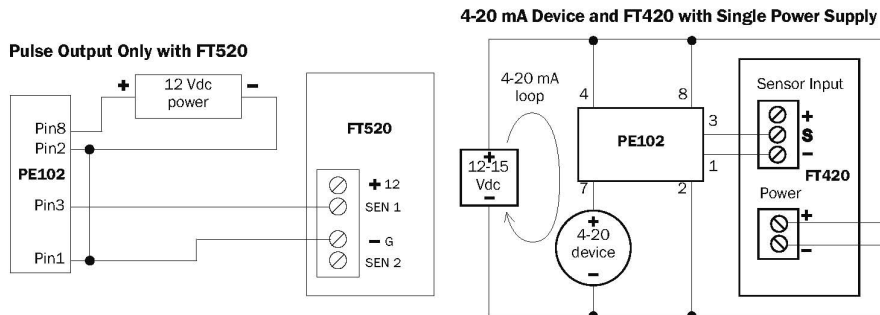 Pulse Output Only with FT520
+ 12 Vdc power -
Pin8
Pin2
PE102
Pin3
Pin1
FT520
+ 12
SEN 1
- G
SEN 2
4-20 mA Device and FT420 with Single Power Supply
4-20 mA
loop
4
8
PE102
3
1
7
2
+
12-15
Vdc
-
+
4-20
device
-
Sensor Input
+
S
-
FT420
Power
+
-